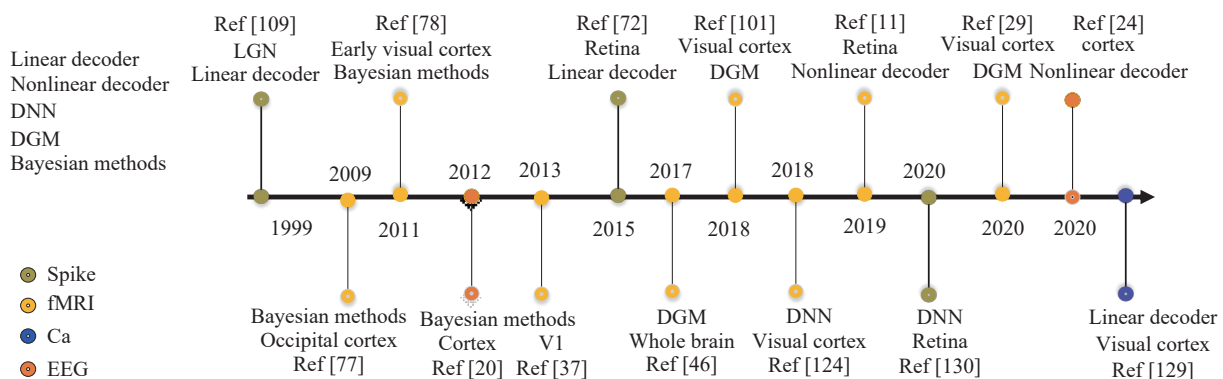 Linear decoder
Nonlinear decoder
DNN
DGM
Bayesian methods
Ref [109]
LGN
Linear decoder
Ref [78]
Early visual cortex
Bayesian methods
Ref [72]
Retina
Linear decoder
Ref [101]
Visual cortex
DGM
Ref [11]
Retina
Nonlinear decoder
Ref [29]
Visual cortex
DGM
Ref [24]
cortex
Nonlinear decoder
2009
2012
2013
2017
2018
2020
1999
2011
2015
2018
2019
2020
2020
Spike
fMRI
Ca
EEG
Bayesian methods
Occipital cortex
Ref [77]
Bayesian methods
Cortex
V1
Ref [20]
Ref [37]
DGM
Whole brain
Ref [46]
DNN
Visual cortex
Ref [124]
DNN
Retina
Ref [130]
Linear decoder
Visual cortex
Ref [129]